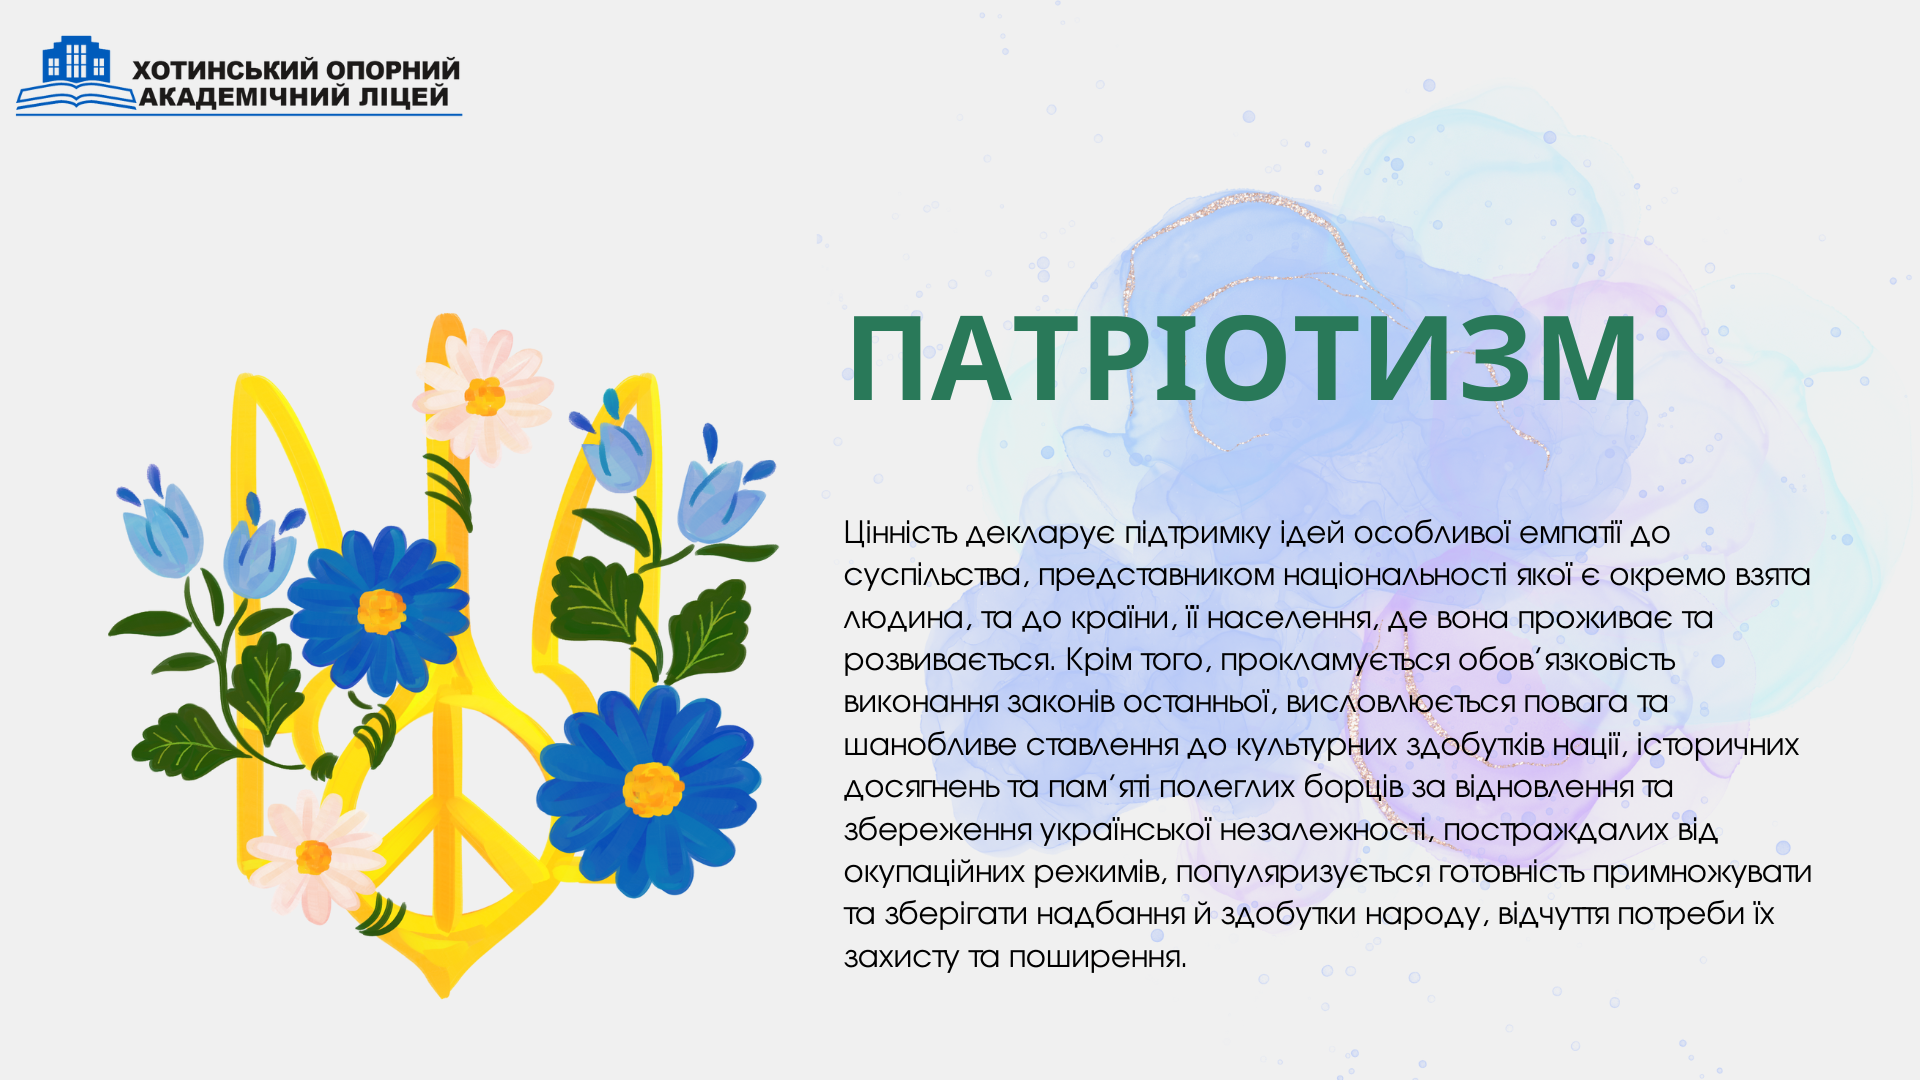 ХОТИНСЬКИЙ ОПОРНИЙ
АКАДЕМІЧНИЙ ЛІЦЕЙ
ПАТРІОТИЗМ
Цінність декларує підтримку ідей особливої емпатії до
суспільства, представником національності якої є окремо взята
людина, та до країни, її населення, де вона проживає та
розвивається. Крім того, прокламується обов’язковість
виконання законів останньої, висловлюється повага та
шанобливе ставлення до культурних здобутків нації, історичних
досягнень та пам’яті полеглих борців за відновлення та
збереження української незалежності, постраждалих від
окупаційних режимів, популяризується готовність примножувати
та зберігати надбання й здобутки народу, відчуття потреби їх
захисту та поширення.